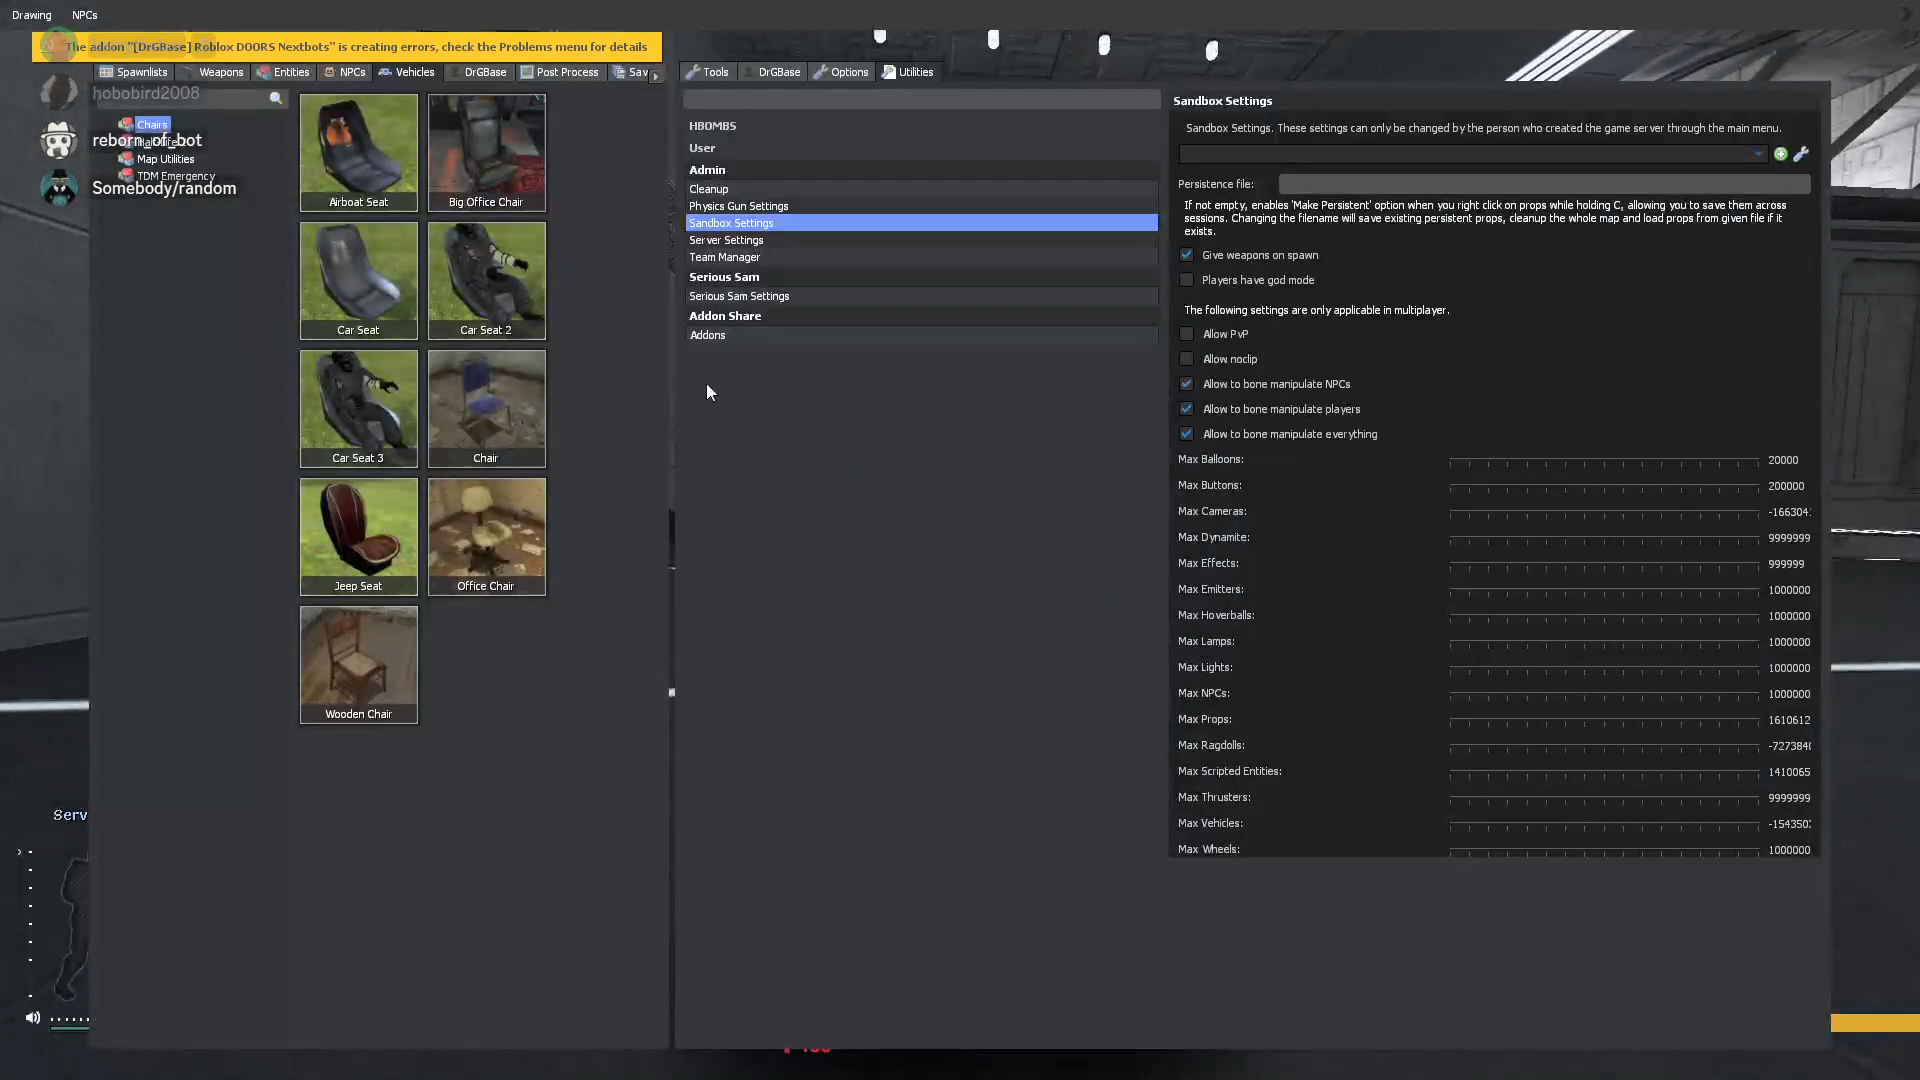 Drawing NPCs
The addon "[DrGBase] Roblox DOORS Nextbots" is creating errors, check the Problems menu for details
Spawnlists Weapons Entities NPCs Vehicles DrGBase Post Process Sav
Tools DrGBase Options Utilities
hobobird2008
reborn_of_bot
Somebody/random
Chairs
Map Utilities
TDM Emergency
Airboat Seat
Big Office Chair
Car Seat
Car Seat 2
Car Seat 3
Chair
Jeep Seat
Office Chair
Wooden Chair
HBOMBS
User
Admin
Cleanup
Physics Gun Settings
Sandbox Settings
Server Settings
Team Manager
Serious Sam
Serious Sam Settings
Addon Share
Addons
Sandbox Settings
Sandbox Settings. These settings can only be changed by the person who created the game server through the main menu.
Persistence file:
If not empty, enables 'Make Persistent' option when you right click on props while holding C, allowing you to save them across
sessions. Changing the filename will save existing persistent props, cleanup the whole map and load props from given file if it
exists.
Give weapons on spawn
Players have god mode
The following settings are only applicable in multiplayer.
Allow PvP
Allow noclip
Allow to bone manipulate NPCs
Allow to bone manipulate players
Allow to bone manipulate everything
Max Balloons: 20000
Max Buttons: 200000
Max Cameras: -166304
Max Dynamite: 9999999
Max Effects: 999999
Max Emitters: 1000000
Max Hoverballs: 1000000
Max Lamps: 1000000
Max Lights: 1000000
Max NPCs: 1000000
Max Props: 1610612
Max Ragdolls: -727384
Max Scripted Entities: 1410065
Max Thrusters: 9999999
Max Vehicles: -154350
Max Wheels: 1000000
Serv